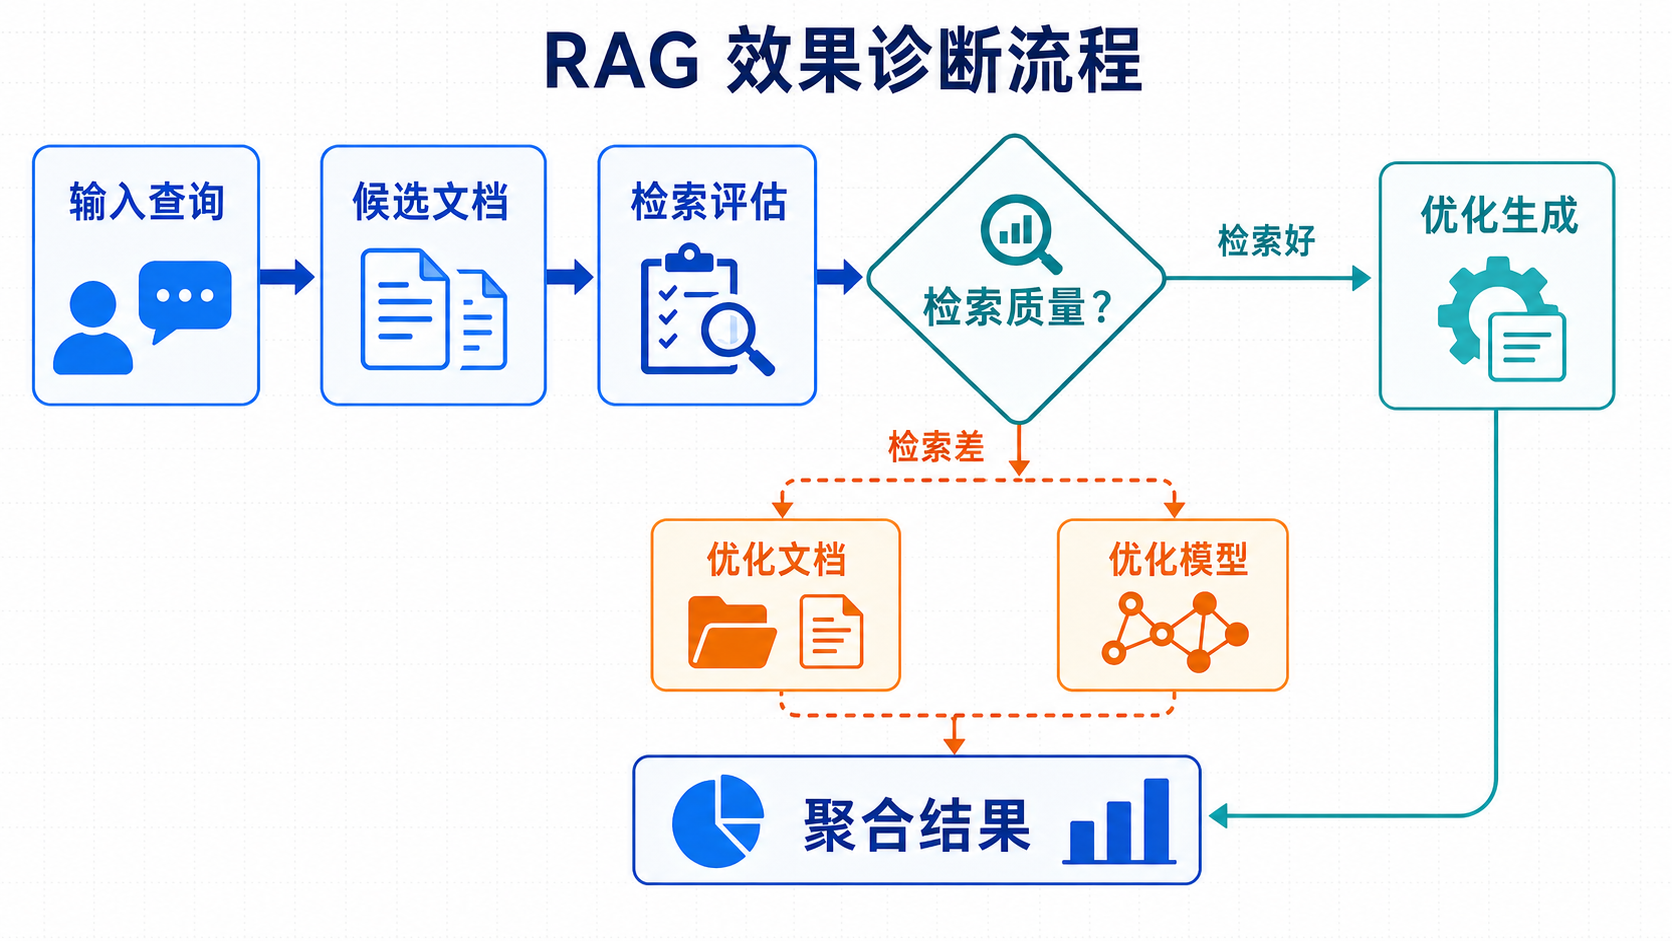 RAG 效果诊断流程
输入查询
候选文档
检索评估
检索质量？
检索好
优化生成
检索差
优化文档
优化模型
聚合结果